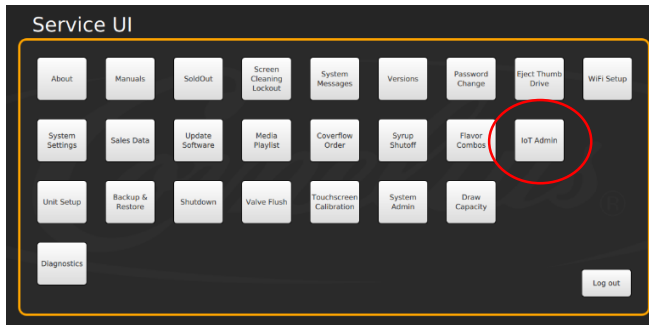 Service UI
About
Manuals
SoldOut
Screen
Cleaning
Lockout
System
Messages
Versions
Password
Change
Eject Thumb
Drive
WiFi Setup
System
Settings
Sales Data
Update
Software
Media
Playlist
Coverflow
Order
Syrup
Shutoff
Flavor
Combos
IoT Admin
Unit Setup
Backup &
Restore
Shutdown
Valve Flush
Touchscreen
Calibration
System
Admin
Draw
Capacity
®
Diagnostics
Log out